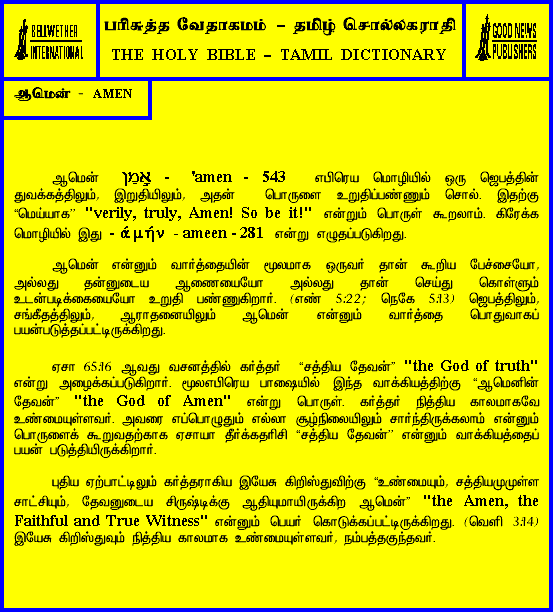 BELLWETHER
INTERNATIONAL
பரிசுத்த வேதாகமம் – தமிழ் சொல்லகராதி
THE HOLY BIBLE – TAMIL DICTIONARY
GOOD NEWS
PUBLISHERS
ஆமென் - AMEN
ஆமென் אָמֵן - 'amen - 543 எபிரெய மொழியில் ஒரு ஜெபத்தின்
துவக்கத்திலும், இறுதியிலும், அதன் பொருளை உறுதிப்பண்ணும் சொல். இதற்கு
“மெய்யாக” "verily, truly, Amen! So be it!" என்றும் பொருள் கூறலாம். கிரேக்க
மொழியில் இது - ἀμήν - ameen - 281 என்று எழுதப்படுகிறது.
ஆமென் என்னும் வார்த்தையின் மூலமாக ஒருவர் தான் கூறிய பேச்சையோ,
அல்லது தன்னுடைய ஆணையையோ அல்லது தான் செய்து கொள்ளும்
உடன்படிக்கையையோ உறுதி பண்ணுகிறார். (எண் 5:22; நெகே 5:13) ஜெபத்திலும்,
சங்கீதத்திலும், ஆராதனையிலும் ஆமென் என்னும் வார்த்தை பொதுவாகப்
பயன்படுத்தப்பட்டிருக்கிறது.
ஏசா 65:16 ஆவது வசனத்தில் கர்த்தர் “சத்திய தேவன்” "the God of truth"
என்று அழைக்கப்படுகிறார். மூலஎபிரெய பாஷையில் இந்த வாக்கியத்திற்கு “ஆமெனின்
தேவன்” "the God of Amen" என்று பொருள். கர்த்தர் நித்திய காலமாகவே
உண்மையுள்ளவர். அவரை எப்பொழுதும் எல்லா சூழ்நிலையிலும் சார்ந்திருக்கலாம் என்னும்
பொருளைக் கூறுவதற்காக ஏசாயா தீர்க்கதரிசி “சத்திய தேவன்” என்னும் வாக்கியத்தைப்
பயன் படுத்தியிருக்கிறார்.
புதிய ஏற்பாட்டிலும் கர்த்தராகிய இயேசு கிறிஸ்துவிற்கு “உண்மையும், சத்தியமுமுள்ள
சாட்சியும், தேவனுடைய சிருஷ்டிக்கு ஆதியுமாயிருக்கிற ஆமென்” "the Amen, the
Faithful and True Witness" என்னும் பெயர் கொடுக்கப்பட்டிருக்கிறது. (வெளி 3:14)
இயேசு கிறிஸ்துவும் நித்திய காலமாக உண்மையுள்ளவர், நம்பத்தகுந்தவர்.